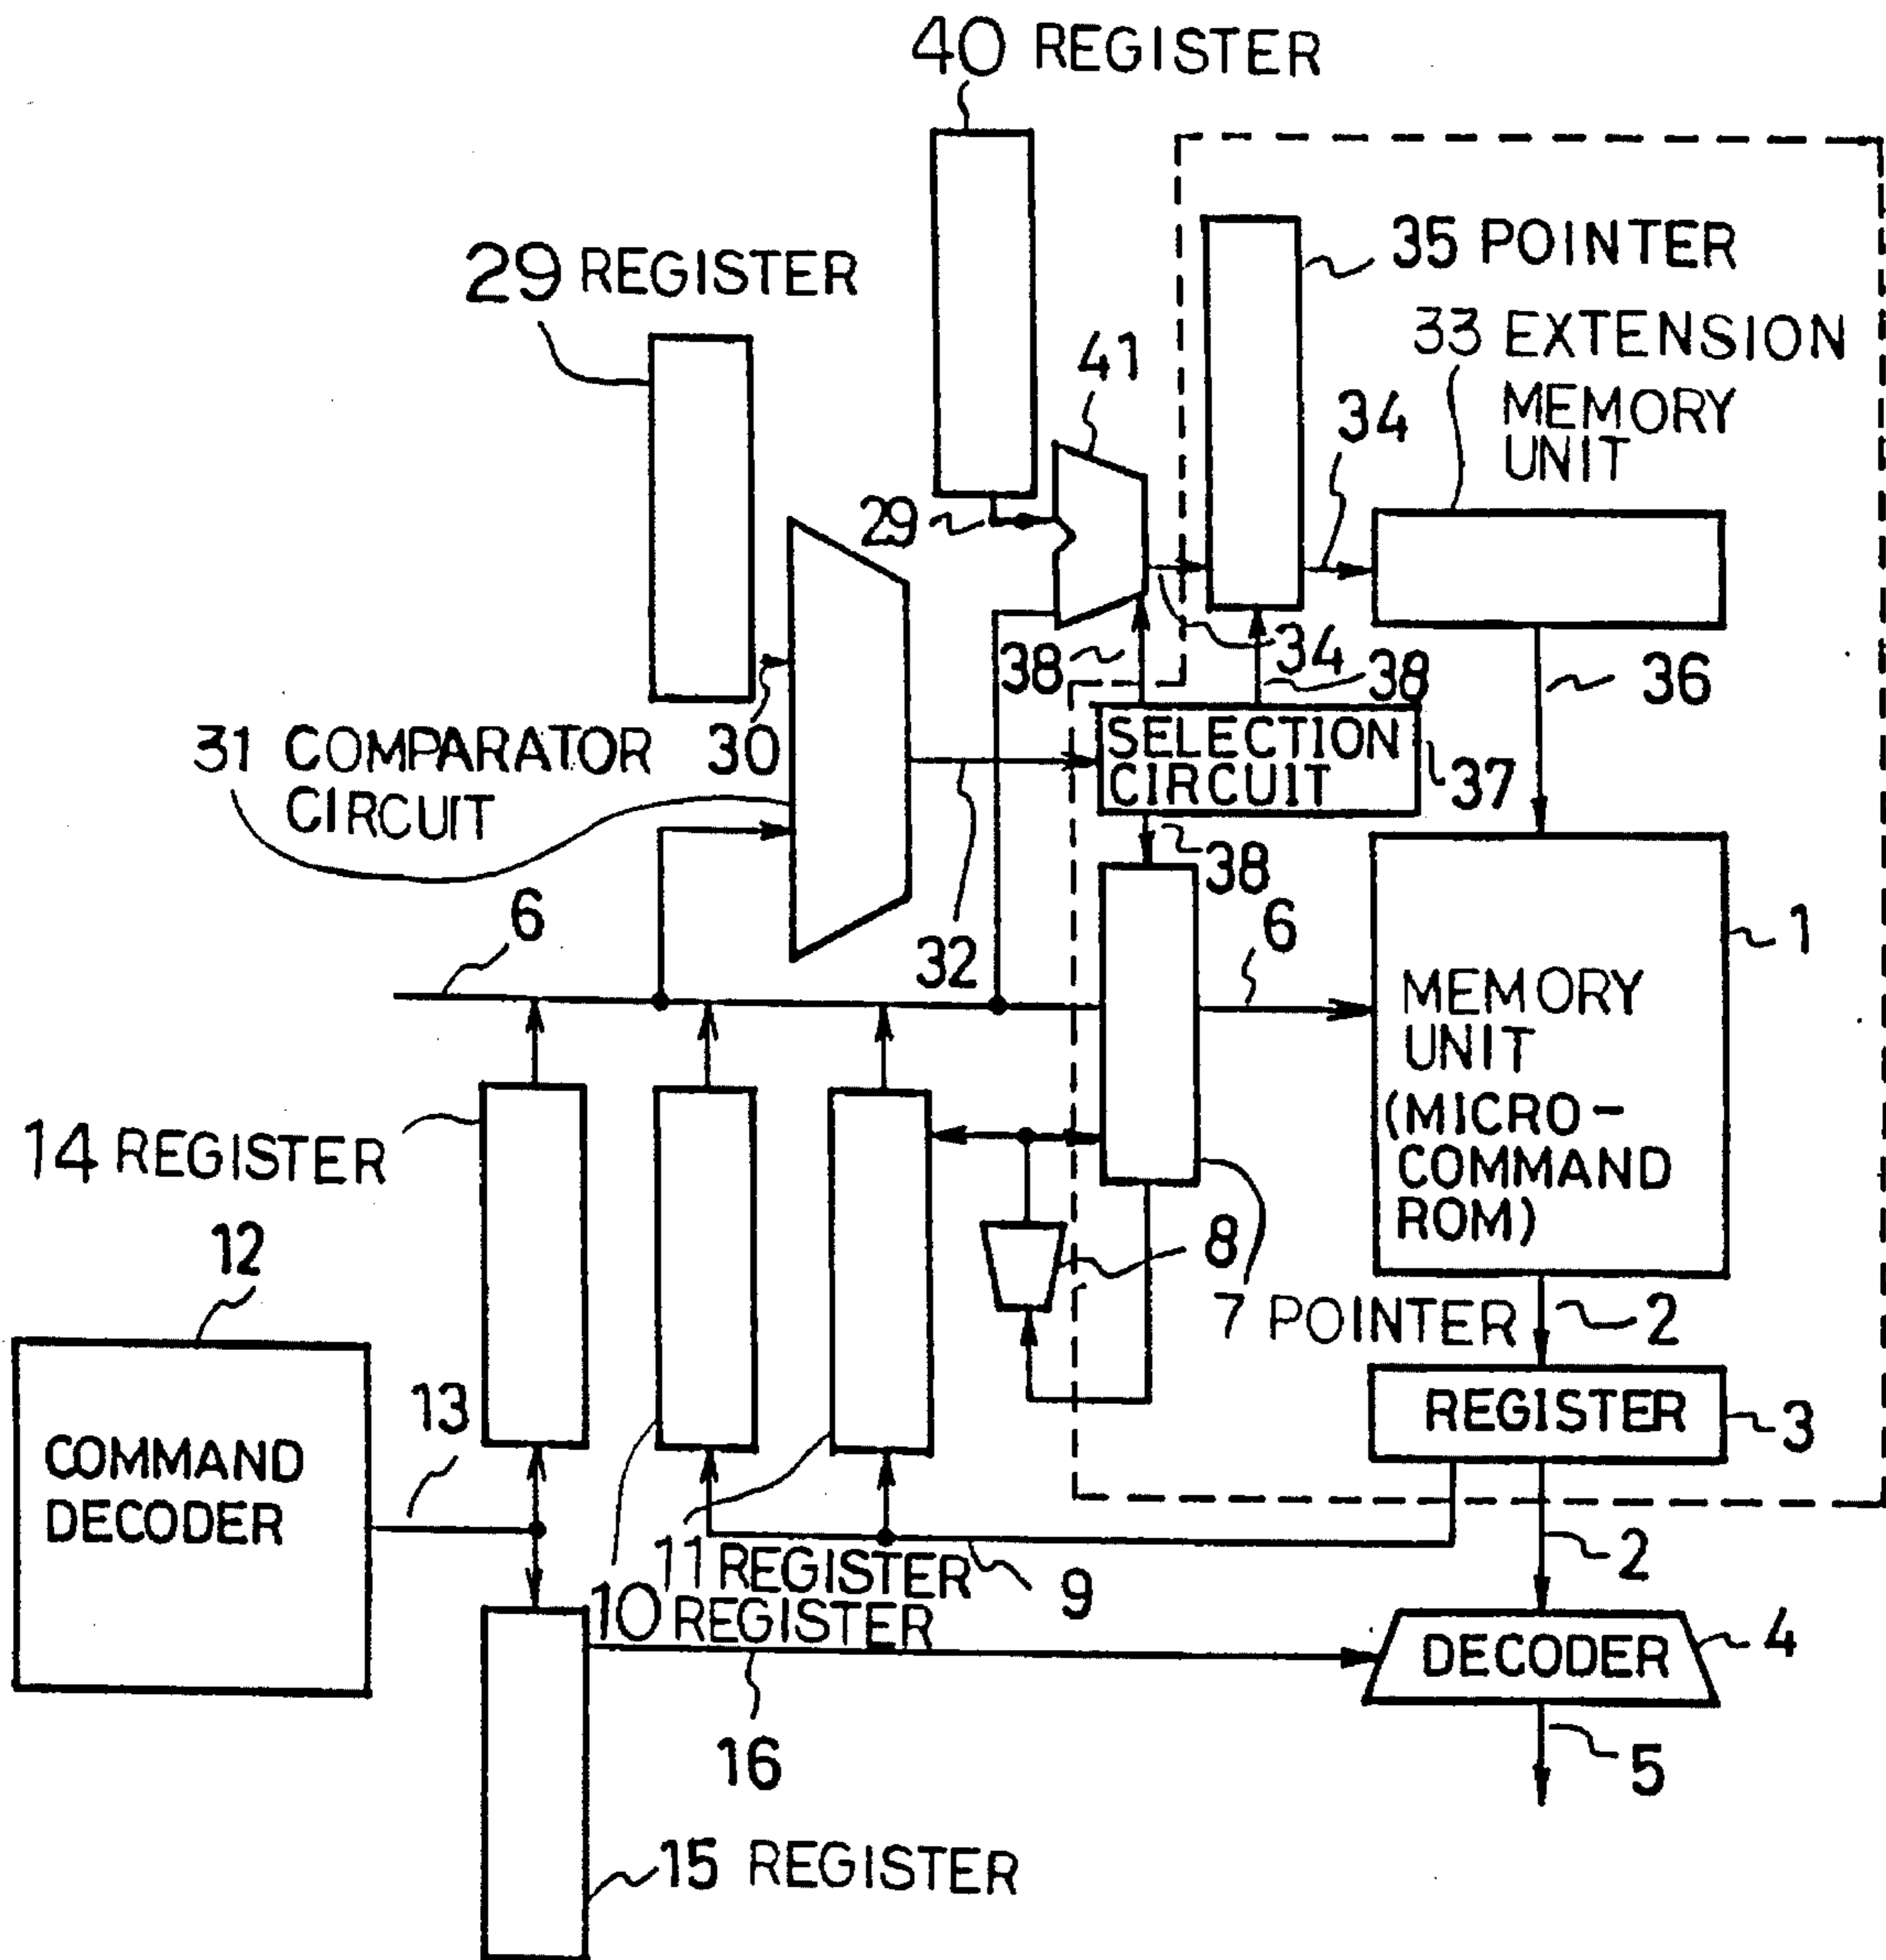 40 REGISTER
29 REGISTER
35 POINTER
33 EXTENSION
MEMORY
UNIT
41
34
29
34
38
38
36
31 COMPARATOR
CIRCUIT
30
SELECTION
CIRCUIT
37
32
38
6
6
1
MEMORY
UNIT
(MICRO-
COMMAND
ROM)
14 REGISTER
12
8
7 POINTER
2
13
REGISTER
3
COMMAND
DECODER
11 REGISTER
10 REGISTER
9
2
DECODER
4
16
5
15 REGISTER